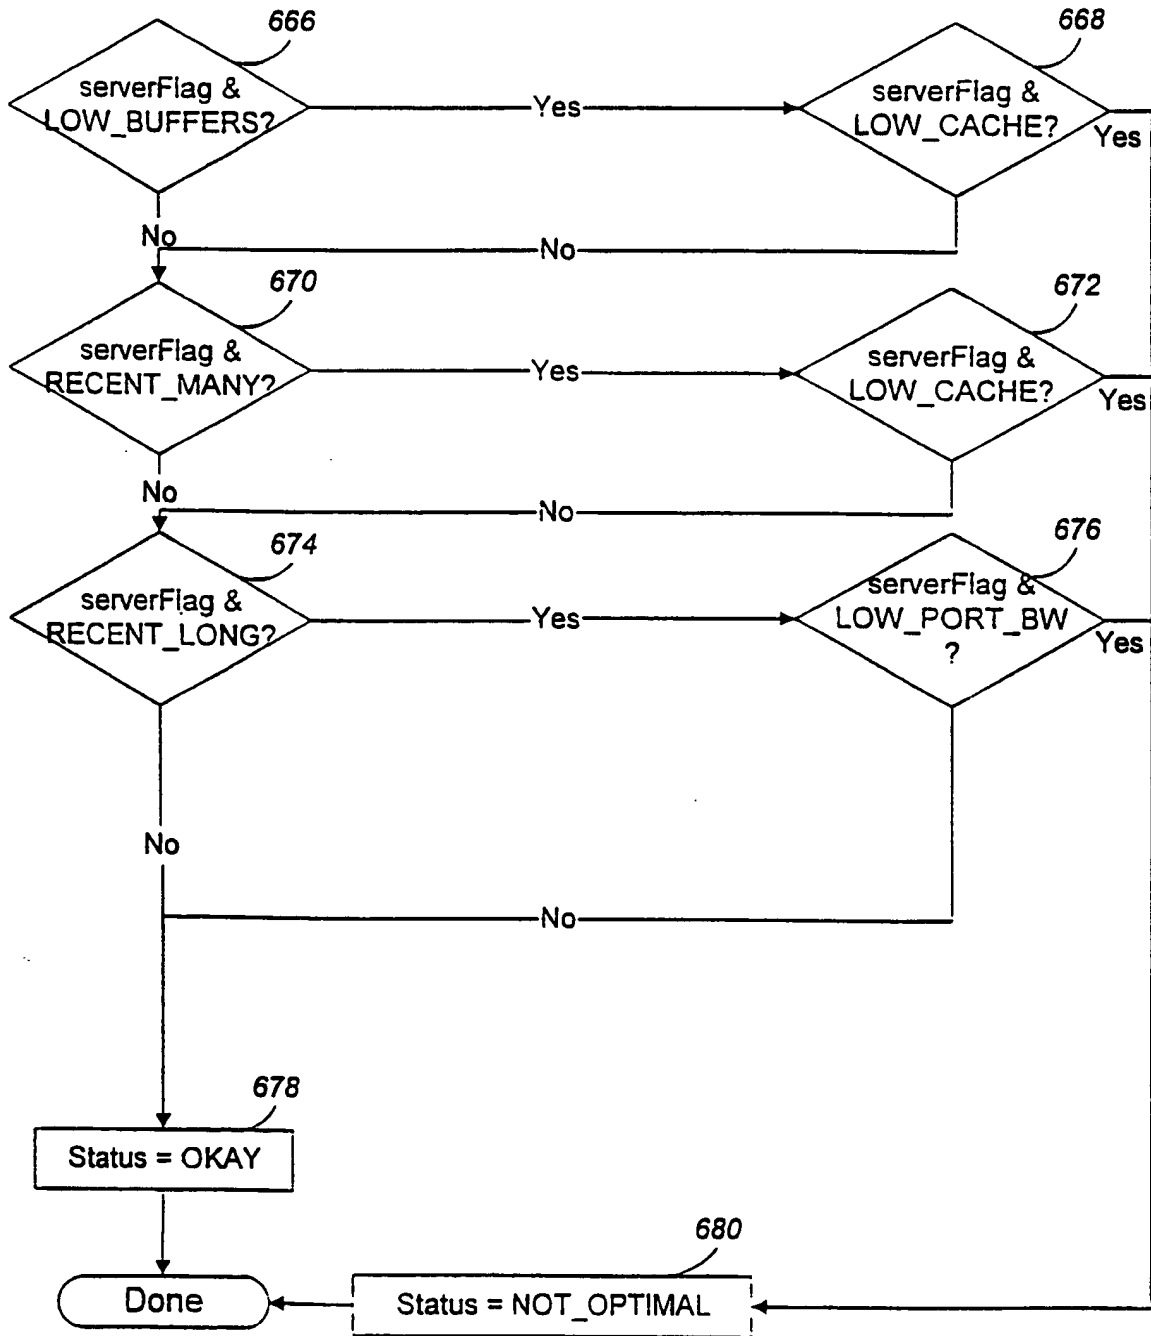 666
serverFlag &
LOW_BUFFERS?
Yes
668
serverFlag &
LOW_CACHE?
Yes
No
No
670
serverFlag &
RECENT_MANY?
Yes
672
serverFlag &
LOW_CACHE?
Yes
No
No
674
serverFlag &
RECENT_LONG?
Yes
676
serverFlag &
LOW_PORT_BW
?
Yes
No
No
678
Status = OKAY
680
Done
Status = NOT_OPTIMAL